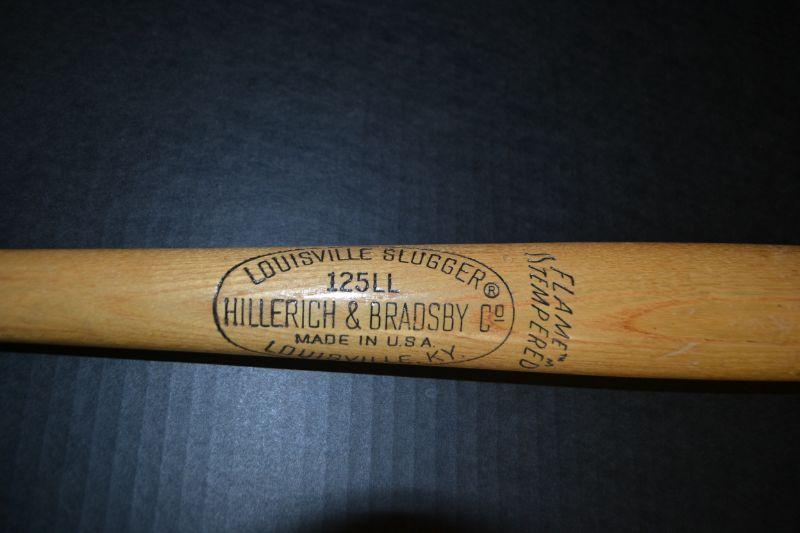 LOUISVILLE SLUGGER®
125LL
HILLERICH & BRADSBY Cº
MADE IN U.S.A.
LOUISVILLE, KY.
FLAME™
TEMPERED